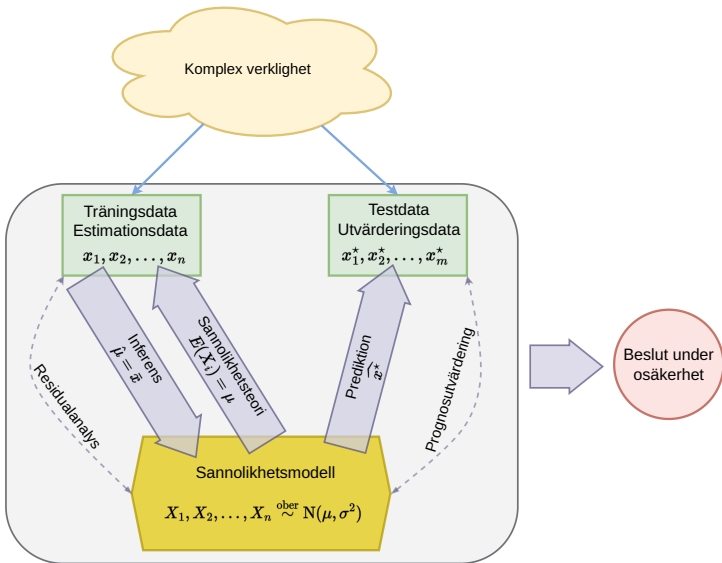 Komplex verklighet
Träningsdata
Estimationsdata
x₁, x₂, . . . , xₙ
Testdata
Utvärderingsdata
x₁⋆, x₂⋆, . . . , xₘ⋆
Inferens
μ̂ = x̄
Sannolikhetsteori
E(Xᵢ) = μ
Prediktion
x̂⋆
Residualanalys
Prognosutvärdering
Beslut under
osäkerhet
Sannolikhetsmodell
X₁, X₂, . . . , Xₙ ober∼ N(μ, σ²)